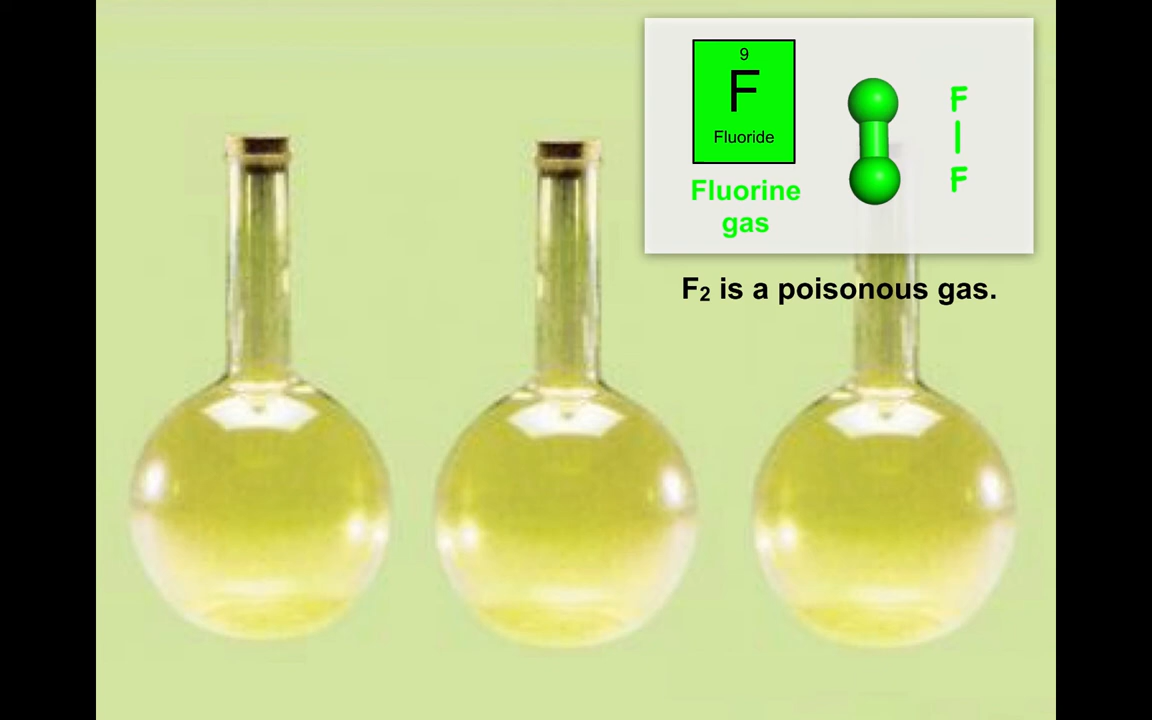 9
F
Fluoride
Fluorine
gas
F
F
F₂ is a poisonous gas.